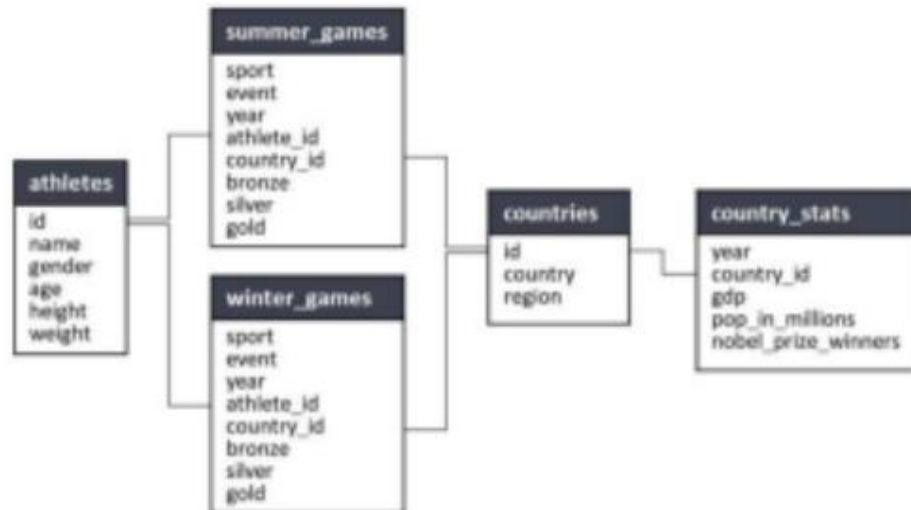 summer_games
sport
event
year
athlete_id
country_id
bronze
silver
gold
athletes
id
name
gender
age
height
weight
winter_games
sport
event
year
athlete_id
country_id
bronze
silver
gold
countries
id
country
region
country_stats
year
country_id
gdp
pop_in_millions
nobel_prize_winners